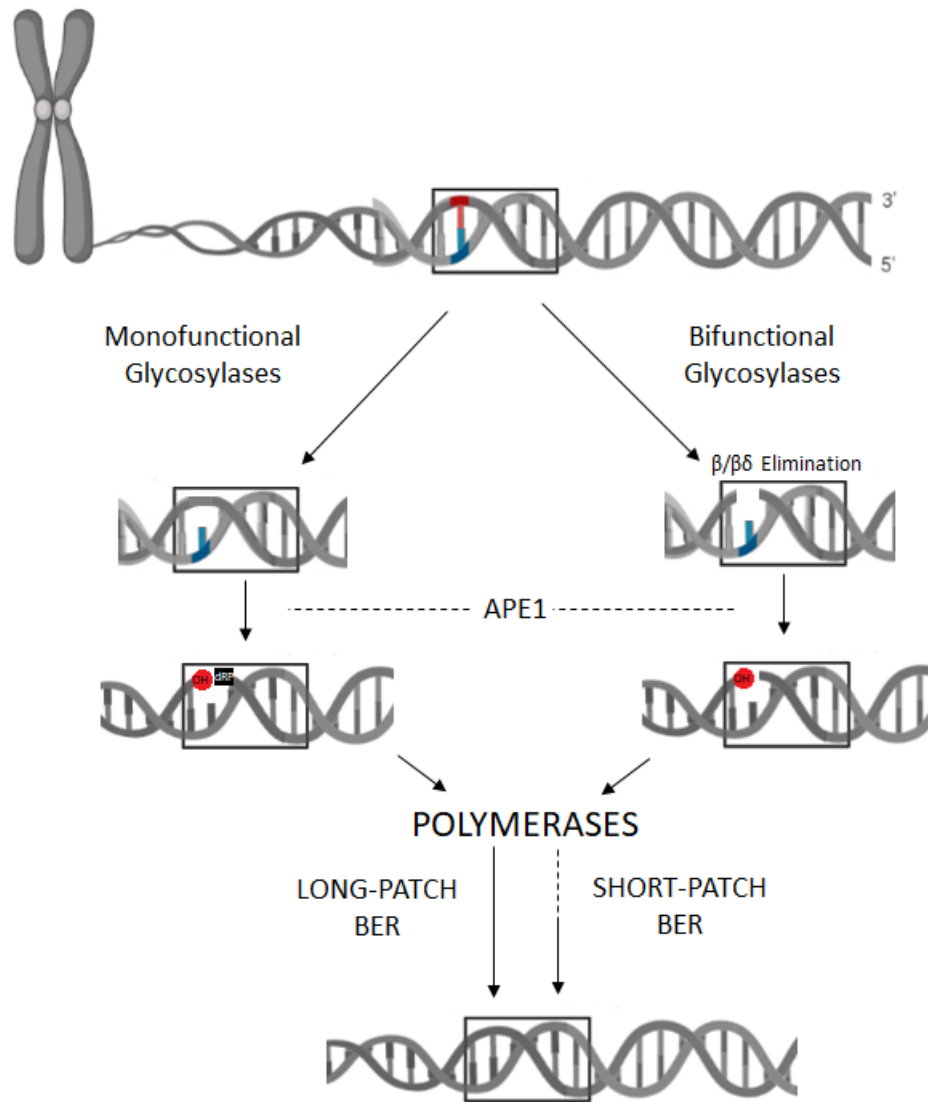 3'
5'
Monofunctional
Glycosylases
Bifunctional
Glycosylases
β/βδ Elimination
APE1
OH
dRP
OH
POLYMERASES
LONG-PATCH
BER
SHORT-PATCH
BER